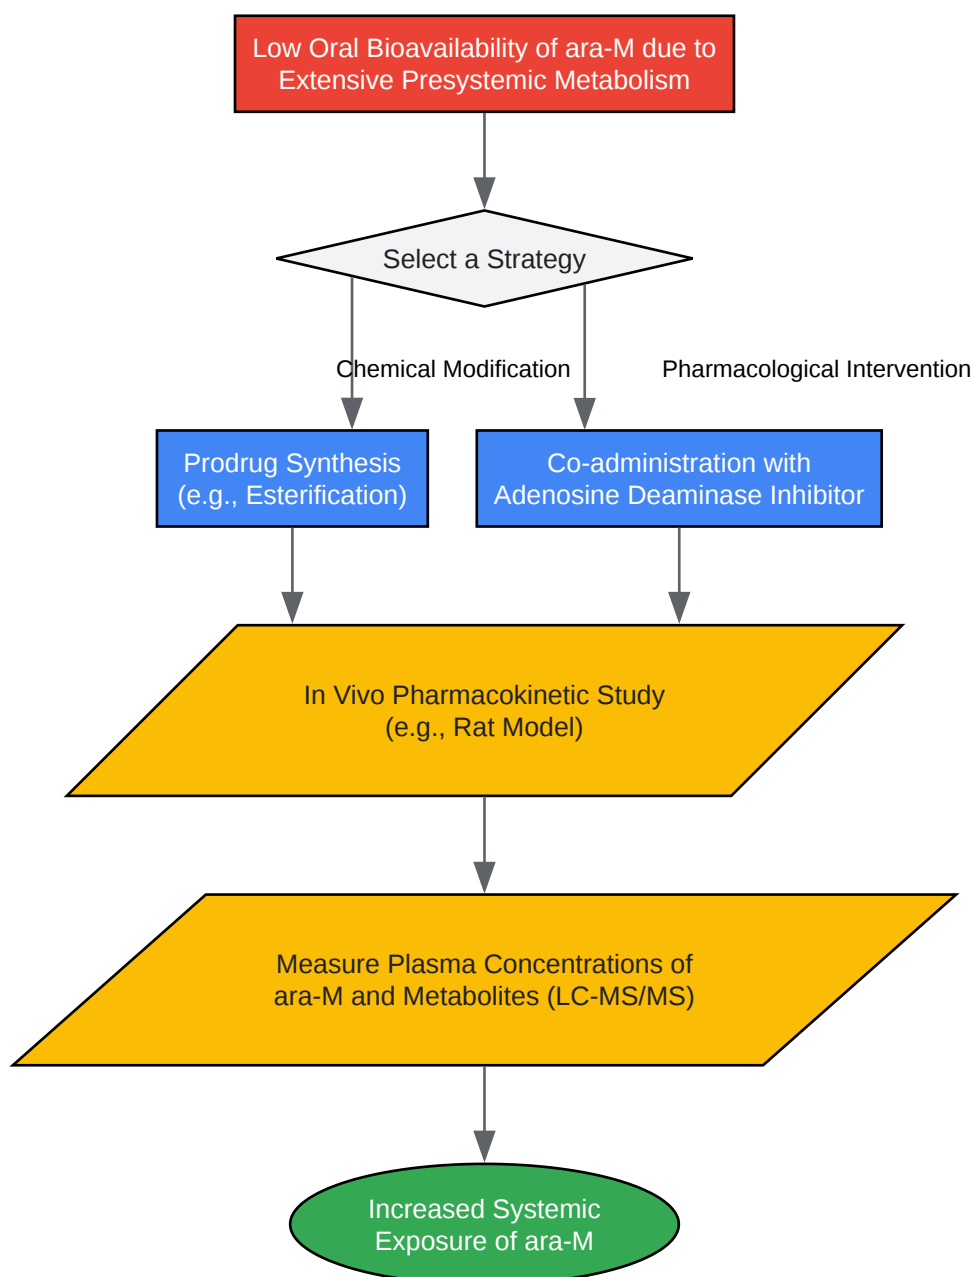 Low Oral Bioavailability of ara-M due to
Extensive Presystemic Metabolism
Select a Strategy
Chemical Modification
Pharmacological Intervention
Prodrug Synthesis
(e.g., Esterification)
Co-administration with
Adenosine Deaminase Inhibitor
In Vivo Pharmacokinetic Study
(e.g., Rat Model)
Measure Plasma Concentrations of
ara-M and Metabolites (LC-MS/MS)
Increased Systemic
Exposure of ara-M